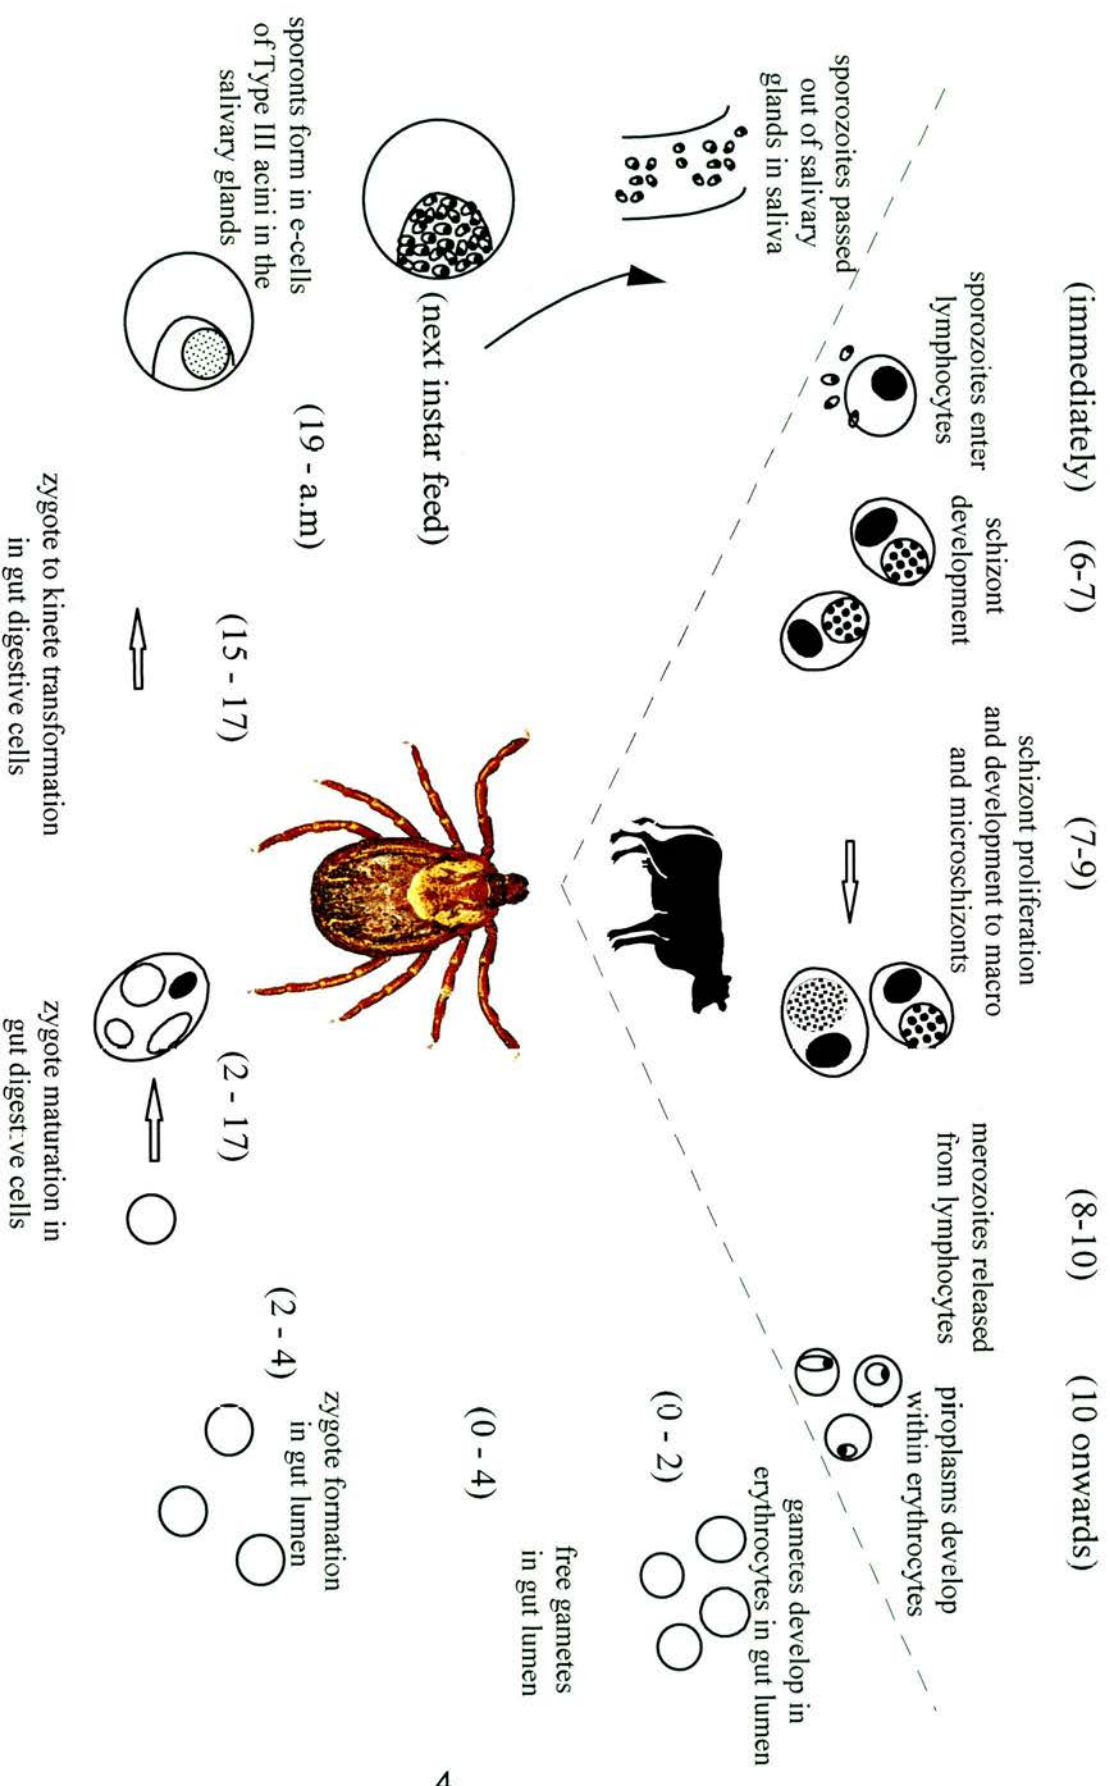 (immediately)
(6-7)
(7-9)
(8-10)
(10 onwards)
sporozoites enter
lymphocytes
schizont
development
schizont proliferation
and development to macro
and microschizonts
merozoites released
from lymphocytes
piroplasms develop
within erythrocytes
gametes develop in
erythrocytes in gut lumen
(0 - 2)
free gametes
in gut lumen
(0 - 4)
zygote formation
in gut lumen
(2 - 4)
(2 - 17)
zygote maturation in
gut digestive cells
(15 - 17)
zygote to kinete transformation
in gut digestive cells
(19 - a.m)
sporonts form in e-cells
of Type III acini in the
salivary glands
(next instar feed)
sporozoites passed
out of salivary
glands in saliva
4